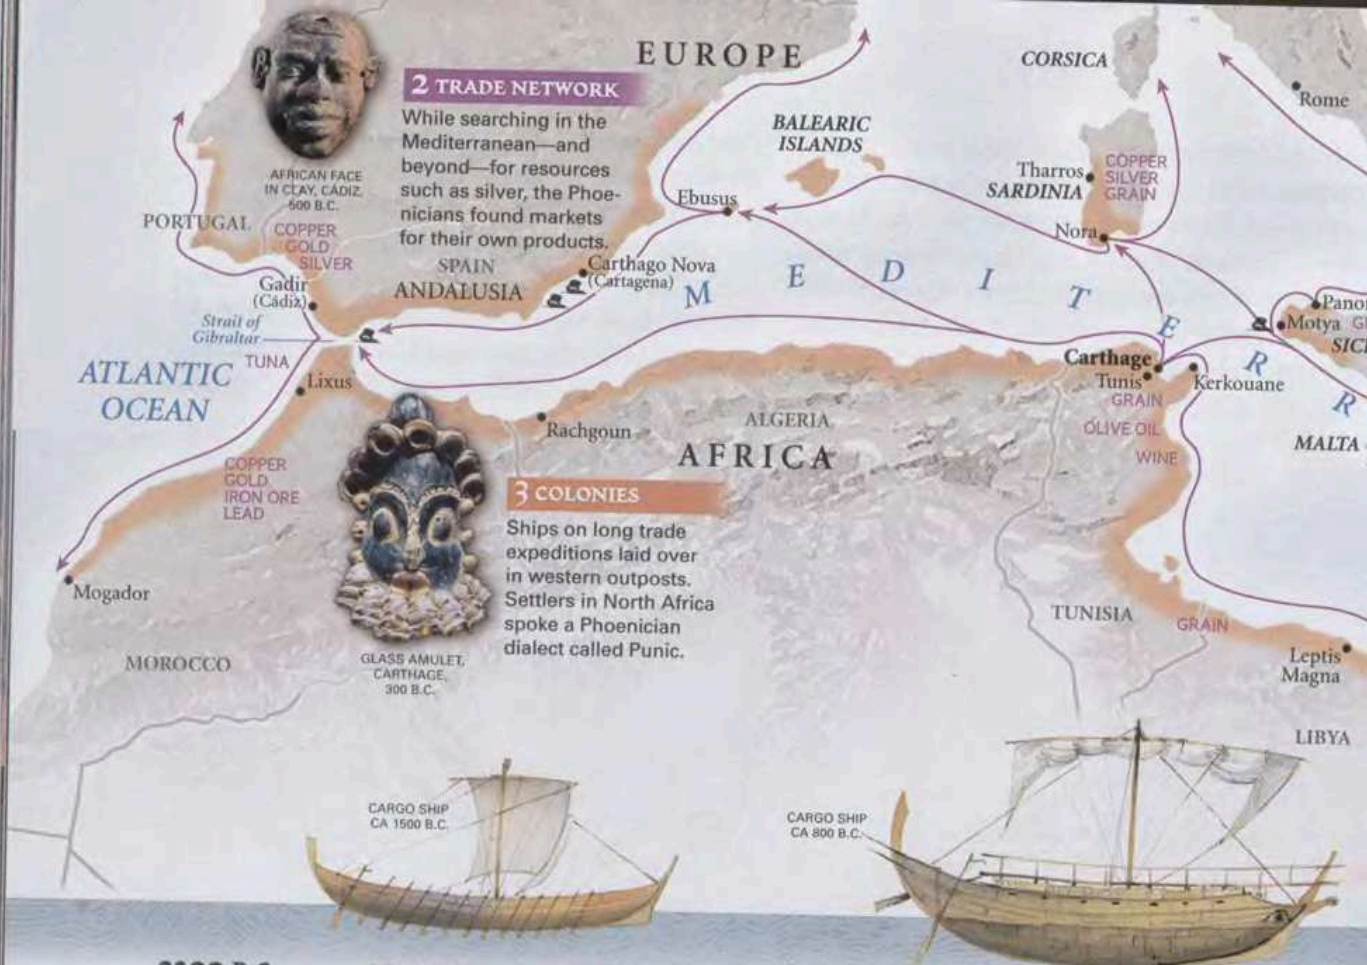 EUROPE
CORSICA
Rome
2 TRADE NETWORK
While searching in the
Mediterranean—and
beyond—for resources
such as silver, the Phoe-
nicians found markets
for their own products.
AFRICAN FACE
IN CLAY, CÁDIZ,
500 B.C.
BALEARIC
ISLANDS
Tharros
SARDINIA
COPPER
SILVER
GRAIN
Ebusus
Nora
PORTUGAL
COPPER
GOLD
SILVER
SPAIN
ANDALUSIA
Carthago Nova
(Cartagena)
Gadir
(Cádiz)
Strait of
Gibraltar
M E D I T E R R
Motya
ATLANTIC
OCEAN
TUNA
Lixus
Carthage
Tunis
Kerkouane
GRAIN
OLIVE OIL
WINE
MALTA
Rachgoun
ALGERIA
AFRICA
COPPER
GOLD
IRON ORE
LEAD
3 COLONIES
Ships on long trade
expeditions laid over
in western outposts.
Settlers in North Africa
spoke a Phoenician
dialect called Punic.
Mogador
MOROCCO
GLASS AMULET,
CARTHAGE,
300 B.C.
TUNISIA
GRAIN
Leptis
Magna
LIBYA
CARGO SHIP
CA 1500 B.C.
CARGO SHIP
CA 800 B.C.